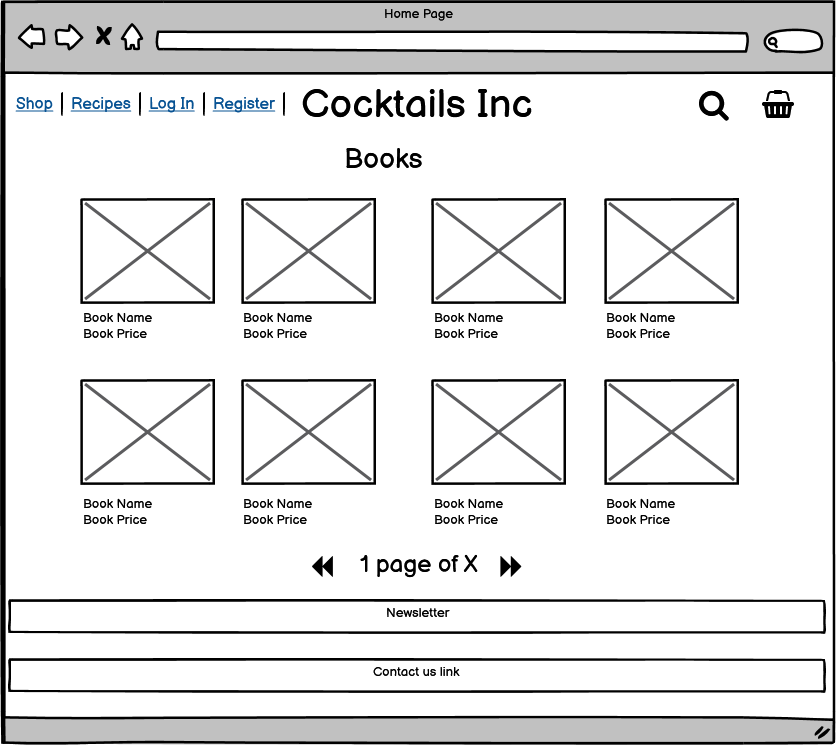 Home Page
Shop | Recipes | Log In | Register | Cocktails Inc
Books
Book Name Book Name Book Name Book Name
Book Price Book Price Book Price Book Price
Book Name Book Name Book Name Book Name
Book Price Book Price Book Price Book Price
1 page of X
Newsletter
Contact us link